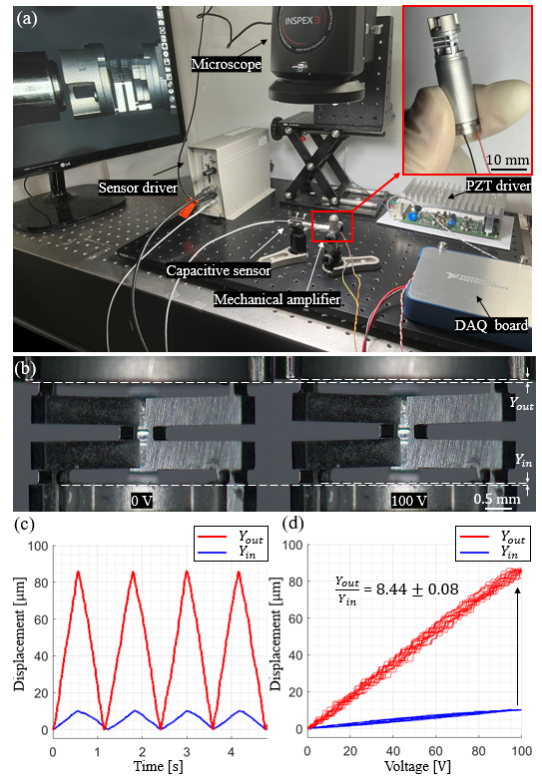 (a)
INSPEX 3
Microscope
10 mm
Sensor driver
PZT driver
Capacitive sensor
Mechanical amplifier
DAQ board
LG
(b)
Y_out
Y_in
0 V
100 V
0.5 mm
(c)
Y_out
Y_in
Displacement [μm]
100
80
60
40
20
0
0 1 2 3 4
Time [s]
(d)
Y_out
Y_in
Y_out/Y_in = 8.44 ± 0.08
Displacement [μm]
100
80
60
40
20
0
0 20 40 60 80 100
Voltage [V]